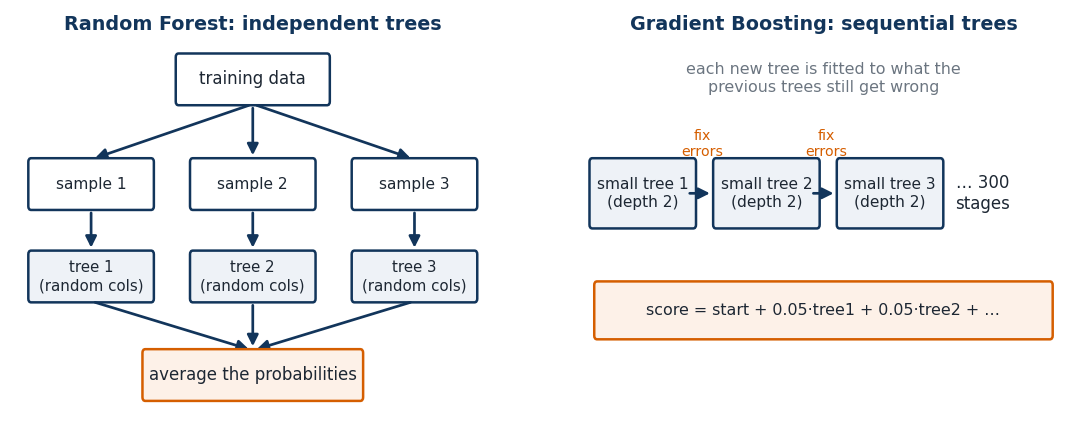 Random Forest: independent trees
training data
sample 1
sample 2
sample 3
tree 1
(random cols)
tree 2
(random cols)
tree 3
(random cols)
average the probabilities
Gradient Boosting: sequential trees
each new tree is fitted to what the
previous trees still get wrong
fix
errors
fix
errors
small tree 1
(depth 2)
small tree 2
(depth 2)
small tree 3
(depth 2)
... 300
stages
score = start + 0.05·tree1 + 0.05·tree2 + ...